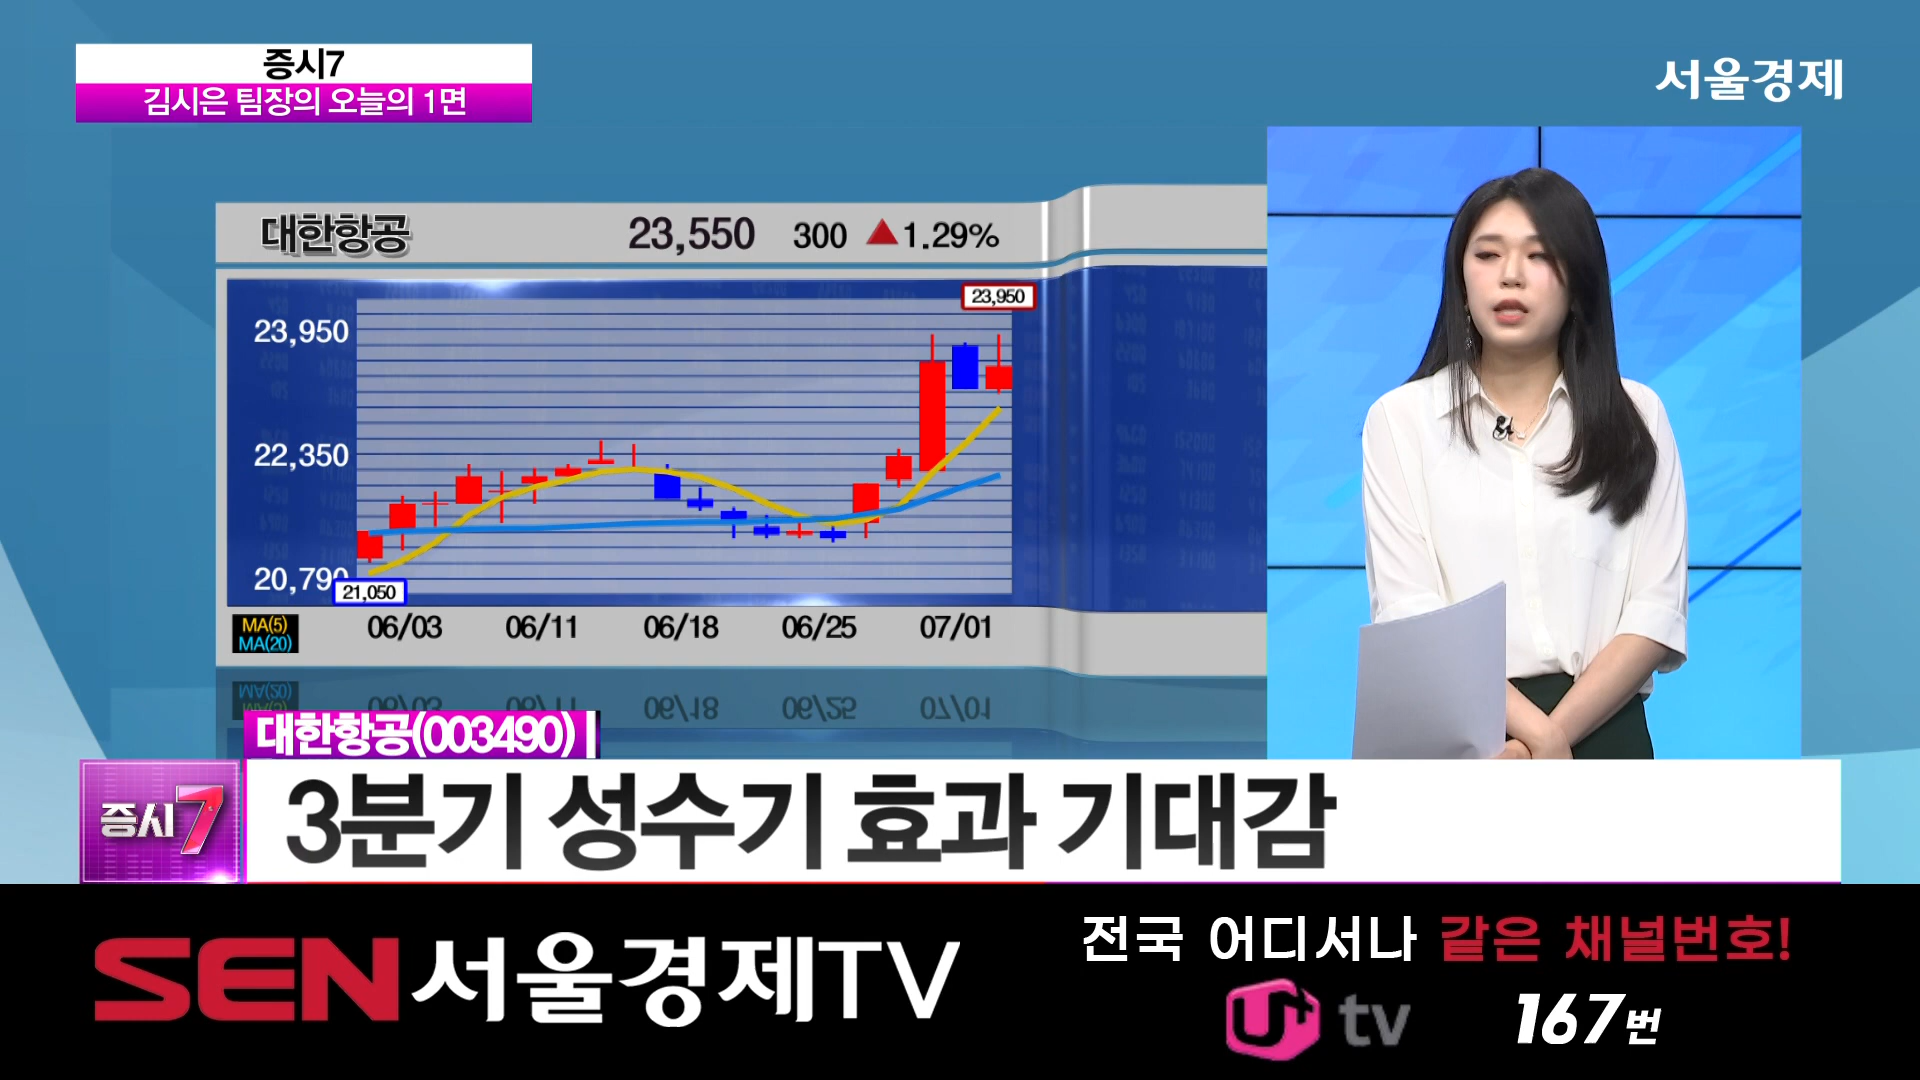 증시7
김시은 팀장의 오늘의 1면
서울경제
대한항공 23,550 300 ▲1.29%
23,950
23,950
22,350
20,790
21,050
MA(5)
MA(20)
06/03 06/11 06/18 06/25 07/01
대한항공(003490) |
증시7
3분기 성수기 효과 기대감
SEN서울경제TV
전국 어디서나 같은 채널번호!
U+ tv 167번